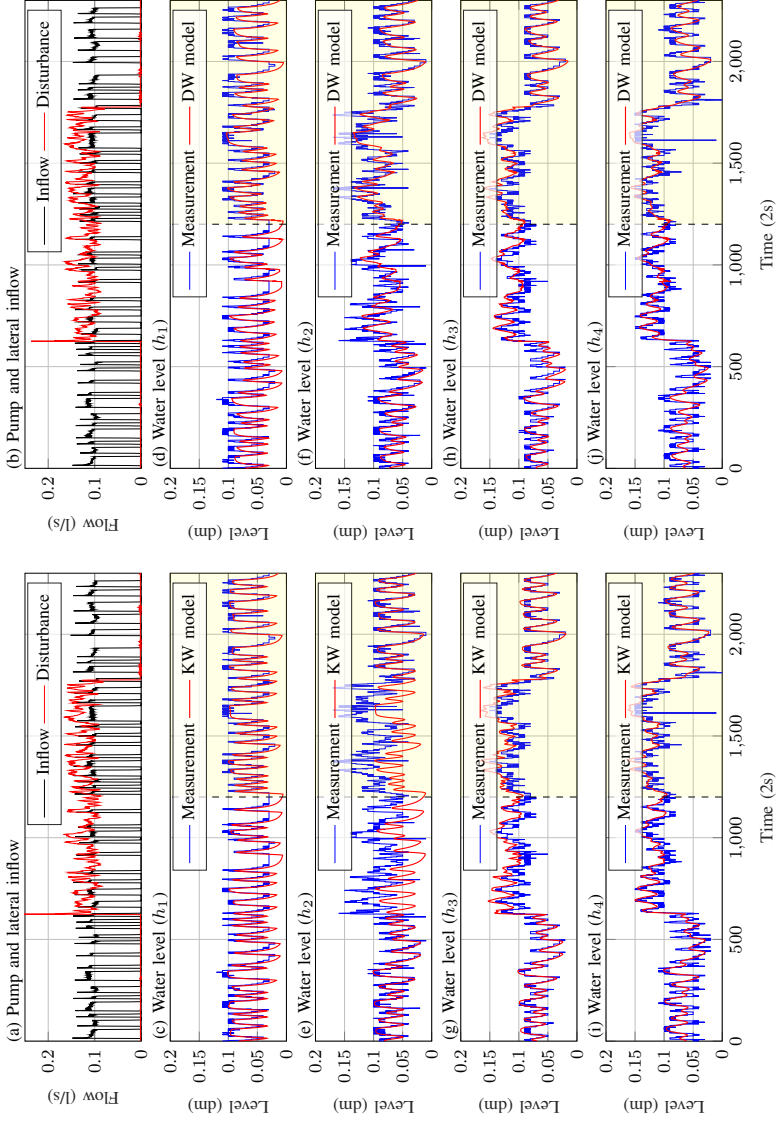 (a) Pump and lateral inflow
Flow (l/s)
0.2
0.1
0
Inflow
Disturbance
(b) Pump and lateral inflow
Flow (l/s)
0.2
0.1
0
Inflow
Disturbance
(c) Water level (h1)
Level (dm)
0.2
0.15
0.1
0.05
0
Measurement
KW model
(d) Water level (h1)
Level (dm)
0.2
0.15
0.1
0.05
0
Measurement
DW model
(e) Water level (h2)
Level (dm)
0.2
0.15
0.1
0.05
0
Measurement
KW model
(f) Water level (h2)
Level (dm)
0.2
0.15
0.1
0.05
0
Measurement
DW model
(g) Water level (h3)
Level (dm)
0.2
0.15
0.1
0.05
0
Measurement
KW model
(h) Water level (h3)
Level (dm)
0.2
0.15
0.1
0.05
0
Measurement
DW model
(i) Water level (h4)
Level (dm)
0.2
0.15
0.1
0.05
0
Measurement
KW model
0
500
1,000
1,500
2,000
Time (2s)
(j) Water level (h4)
Level (dm)
0.2
0.15
0.1
0.05
0
Measurement
DW model
0
500
1,000
1,500
2,000
Time (2s)